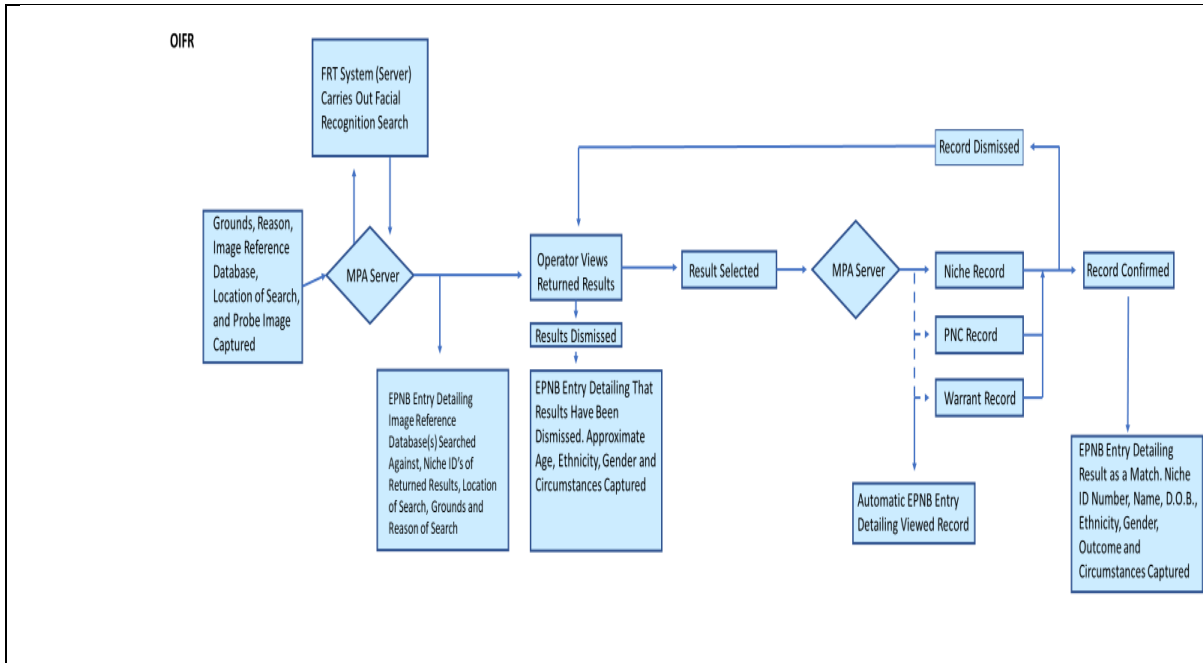 OIFR
FRT System (Server)
Carries Out Facial
Recognition Search
Grounds, Reason,
Image Reference
Database,
Location of Search,
and Probe Image
Captured
MPA Server
EPNB Entry Detailing
Image Reference
Database(s) Searched
Against, Niche ID's of
Returned Results, Location
of Search, Grounds and
Reason of Search
Operator Views
Returned Results
Results Dismissed
EPNB Entry Detailing That
Results Have Been
Dismissed. Approximate
Age, Ethnicity, Gender and
Circumstances Captured
Result Selected
MPA Server
Record Dismissed
Niche Record
PNC Record
Warrant Record
Automatic EPNB Entry
Detailing Viewed Record
Record Confirmed
EPNB Entry Detailing
Result as a Match. Niche
ID Number, Name, D.O.B.,
Ethnicity, Gender,
Outcome and
Circumstances Captured